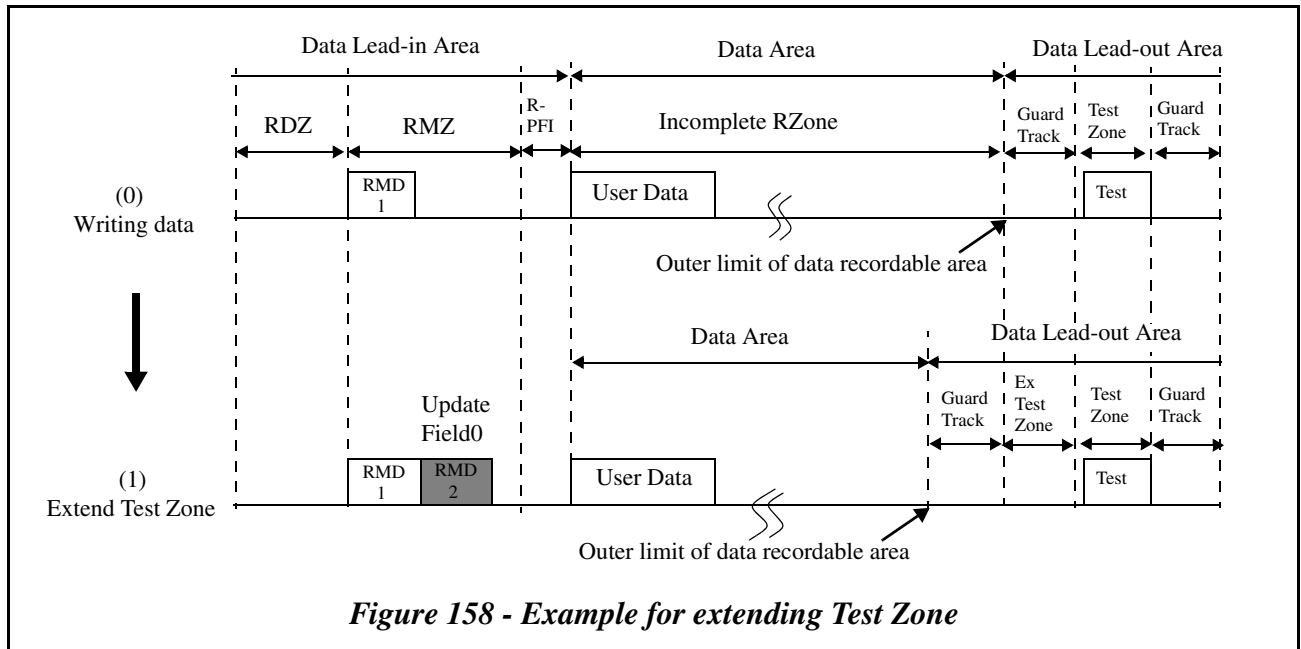 Data Lead-in Area
Data Area
Data Lead-out Area
RDZ
RMZ
R-
PFI
Incomplete RZone
Guard
Track
Test
Zone
Guard
Track
(0)
Writing data
RMD
1
User Data
Test
Outer limit of data recordable area
Data Area
Data Lead-out Area
Update
Field0
Guard
Track
Ex
Test
Zone
Test
Zone
Guard
Track
(1)
Extend Test Zone
RMD
1
RMD
2
User Data
Test
Outer limit of data recordable area
Figure 158 - Example for extending Test Zone